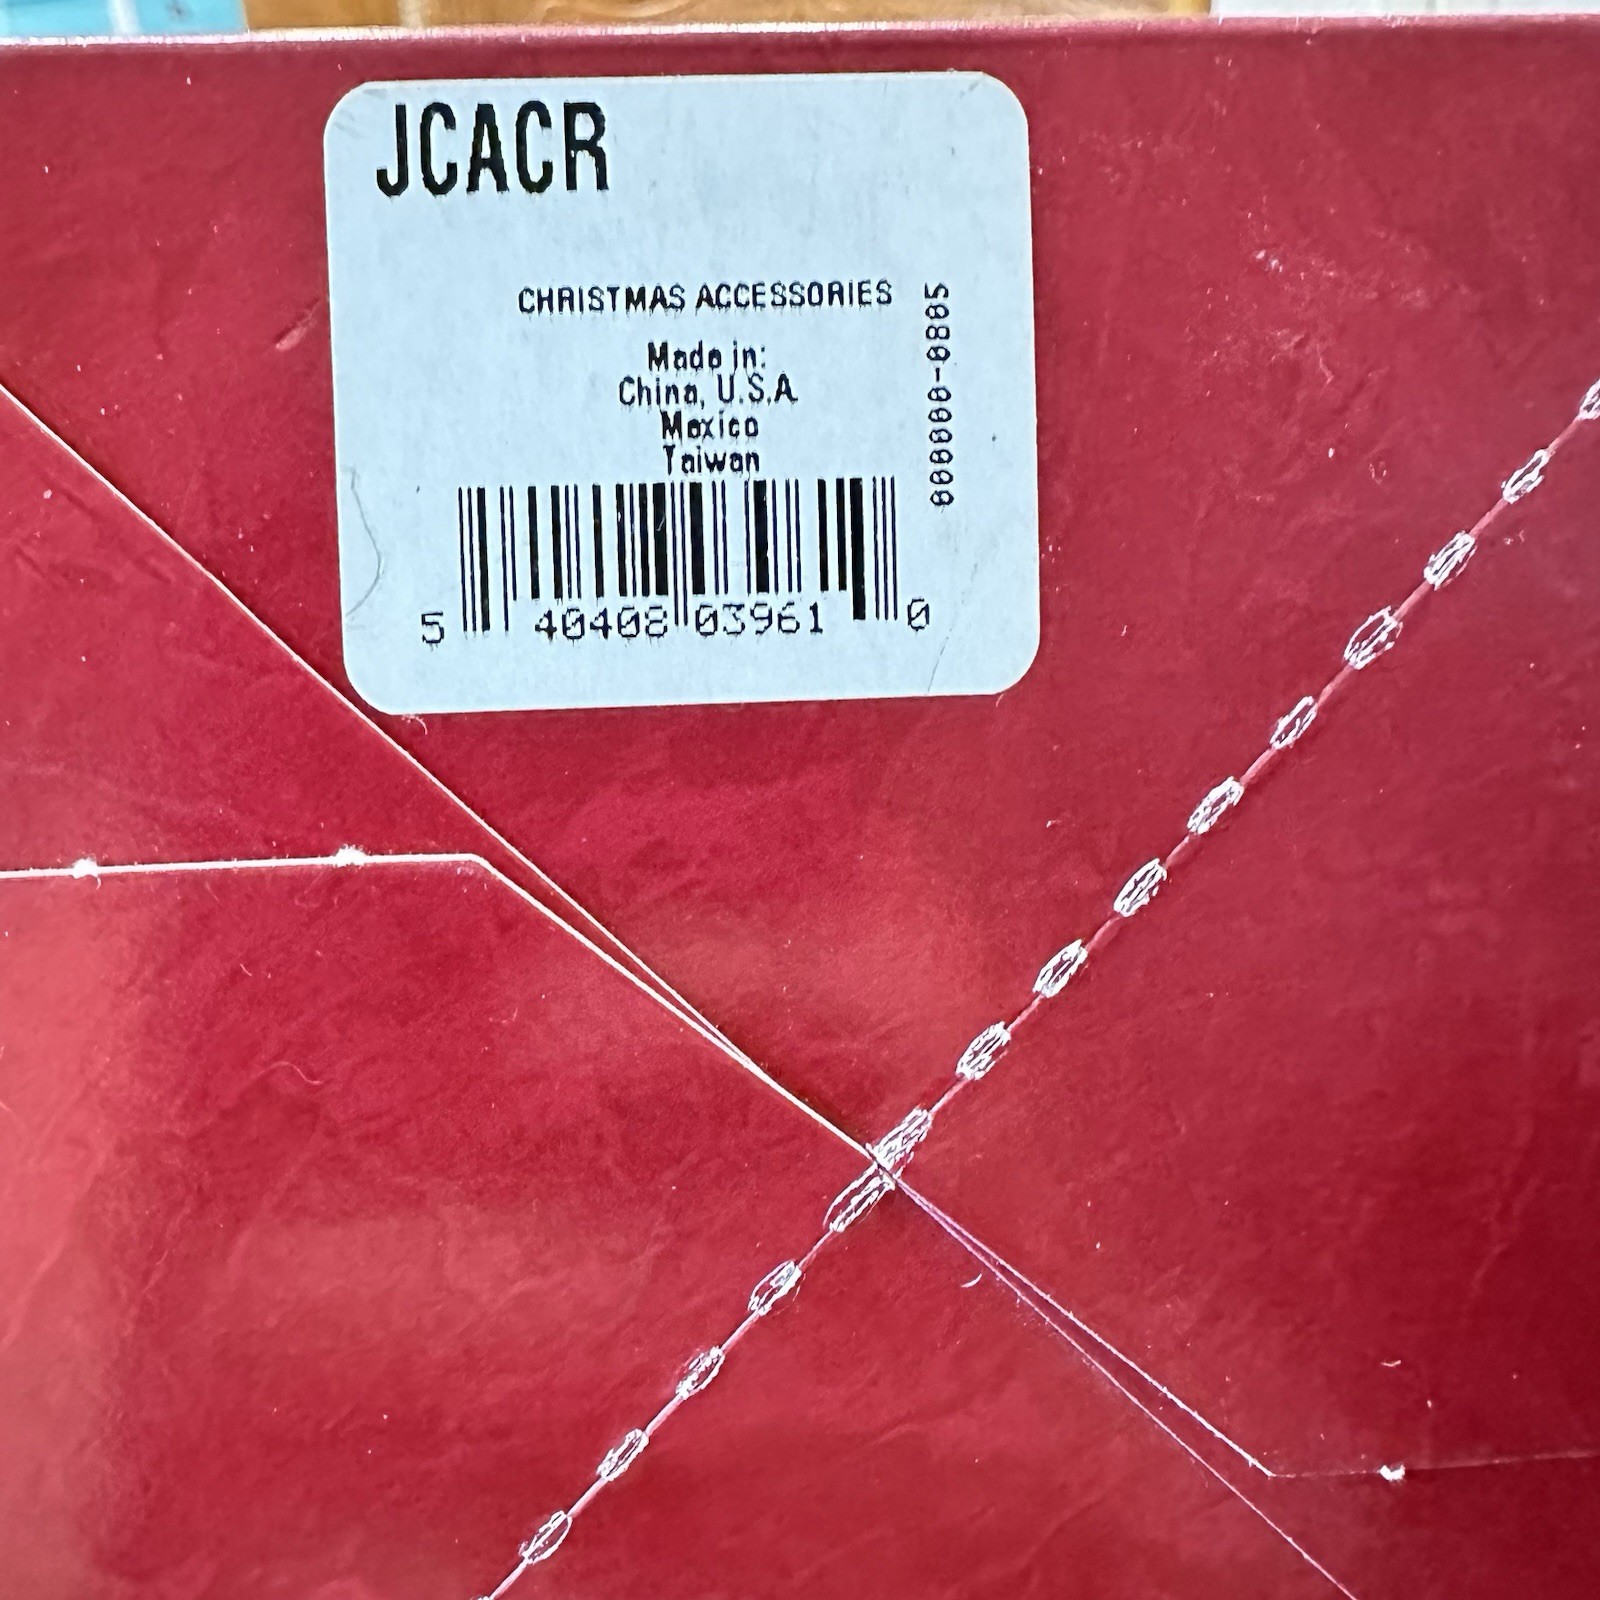 JCACR
CHRISTMAS ACCESSORIES
Made in:
China, U.S.A.
Mexico
Taiwan
000000-0885
5 40408 03961 0